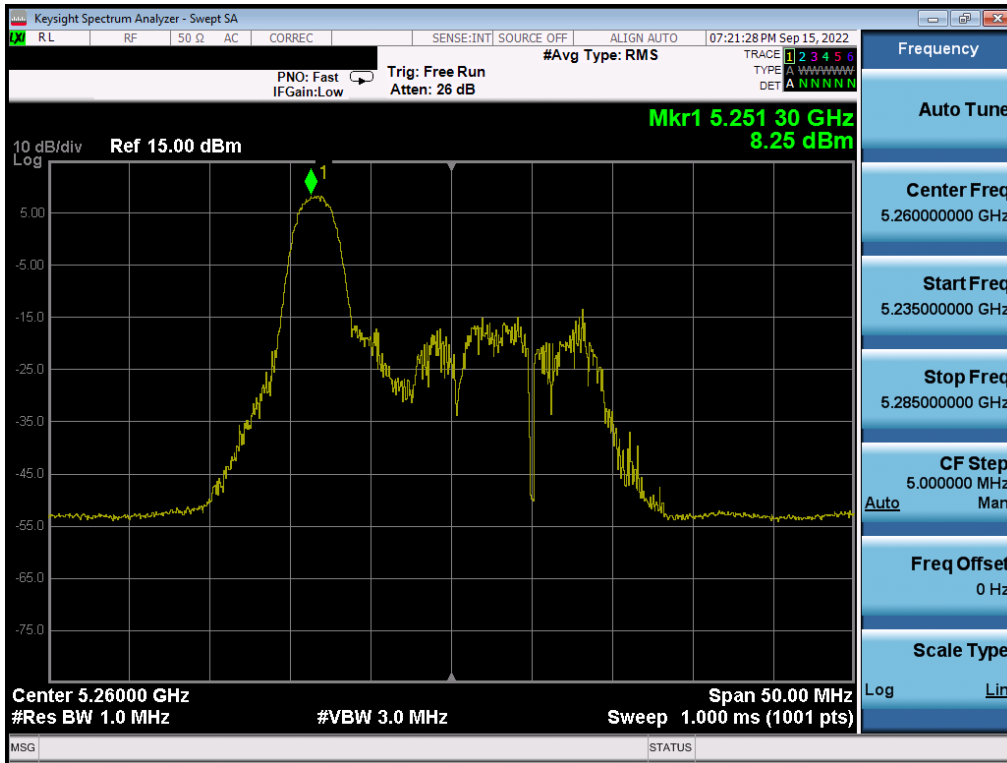 Keysight Spectrum Analyzer - Swept SA
LXI RL RF 50 Ω AC CORREC SENSE:INT SOURCE OFF ALIGN AUTO 07:21:28 PM Sep 15, 2022
#Avg Type: RMS
TRACE 1 2 3 4 5 6
PNO: Fast Trig: Free Run TYPE A WWWWW
IFGain:Low Atten: 26 dB DET A N N N N N
Mkr1 5.251 30 GHz
8.25 dBm
10 dB/div Ref 15.00 dBm
Log
1
5.00
-5.00
-15.0
-25.0
-35.0
-45.0
-55.0
-65.0
-75.0
Center 5.26000 GHz Span 50.00 MHz
#Res BW 1.0 MHz #VBW 3.0 MHz Sweep 1.000 ms (1001 pts)
MSG STATUS
Frequency
Auto Tune
Center Freq
5.260000000 GHz
Start Freq
5.235000000 GHz
Stop Freq
5.285000000 GHz
CF Step
5.000000 MHz
Auto Man
Freq Offset
0 Hz
Scale Type
Log Lin